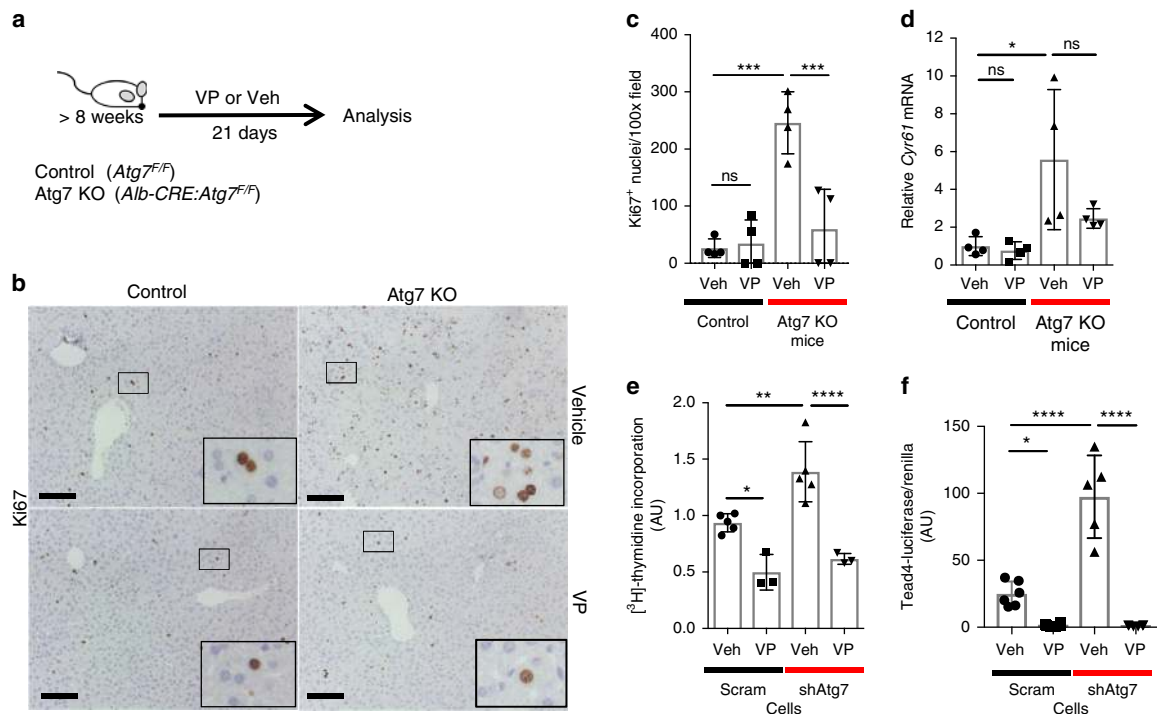 a
> 8 weeks
VP or Veh
21 days
Analysis
Control (Atg7F/F)
Atg7 KO (Alb-CRE:Atg7F/F)
b
Control
Atg7 KO
Ki67
Vehicle
VP
c
Ki67+ nuclei/100x field
400
300
200
100
0
ns
***
***
Veh VP Veh VP
Control
Atg7 KO
mice
d
Relative Cyr61 mRNA
12
10
8
6
4
2
0
*
ns
ns
Veh VP Veh VP
Control
Atg7 KO
mice
e
[3H]-thymidine incorporation
(AU)
2.0
1.5
1.0
0.5
0.0
**
****
*
Veh VP Veh VP
Scram shAtg7
Cells
f
Tead4-luciferase/renilla
(AU)
150
100
50
0
****
****
*
Veh VP Veh VP
Scram shAtg7
Cells